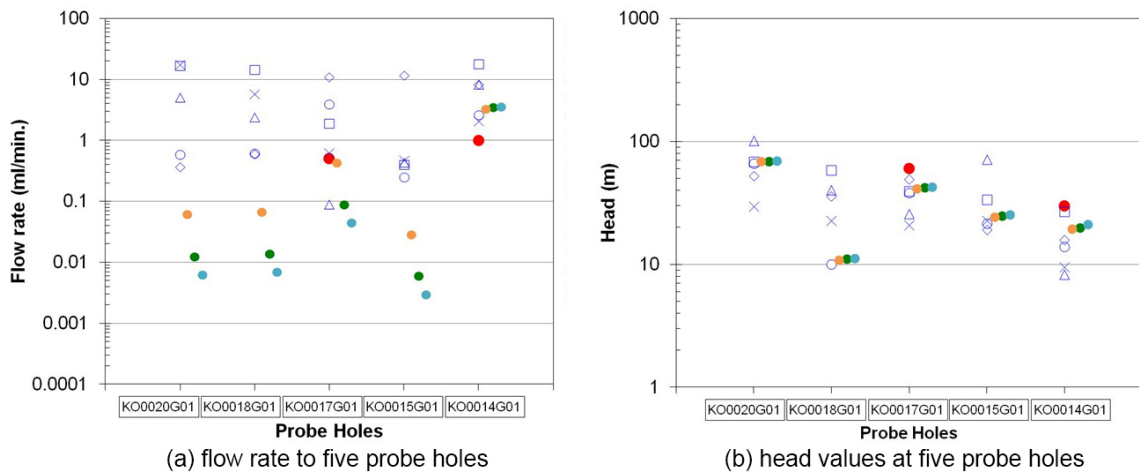 100
10
1
0.1
0.01
0.001
0.0001
Flow rate (ml/min.)
KO0020G01 KO0018G01 KO0017G01 KO0015G01 KO0014G01
Probe Holes
(a) flow rate to five probe holes
1000
100
10
1
Head (m)
KO0020G01 KO0018G01 KO0017G01 KO0015G01 KO0014G01
Probe Holes
(b) head values at five probe holes